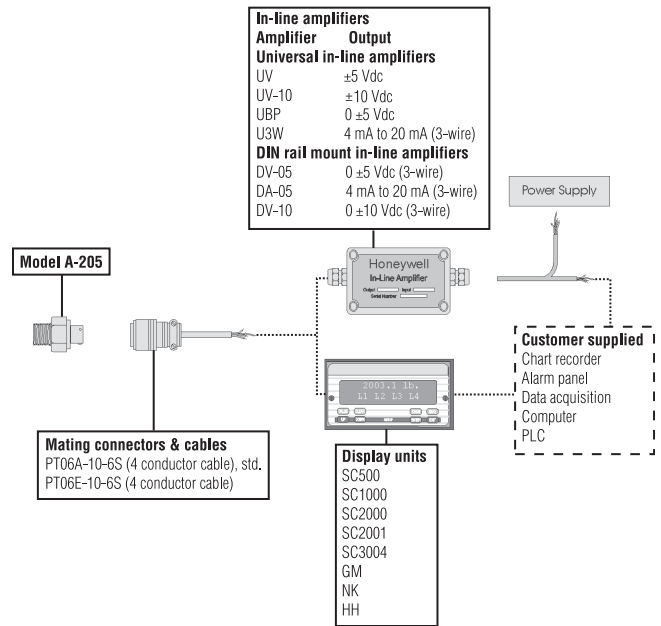 In-line amplifiers
Amplifier Output
Universal in-line amplifiers
UV ±5 Vdc
UV-10 ±10 Vdc
UBP 0 ±5 Vdc
U3W 4 mA to 20 mA (3-wire)
DIN rail mount in-line amplifiers
DV-05 0 ±5 Vdc (3-wire)
DA-05 4 mA to 20 mA (3-wire)
DV-10 0 ±10 Vdc (3-wire)
Power Supply
Model A-205
Honeywell
In-Line Amplifier
Output Input
Serial Number
Customer supplied
Chart recorder
Alarm panel
Data acquisition
Computer
PLC
2003.1 lb.
L1 L2 L3 L4
Mating connectors & cables
PT06A-10-6S (4 conductor cable), std.
PT06E-10-6S (4 conductor cable)
Display units
SC500
SC1000
SC2000
SC2001
SC3004
GM
NK
HH